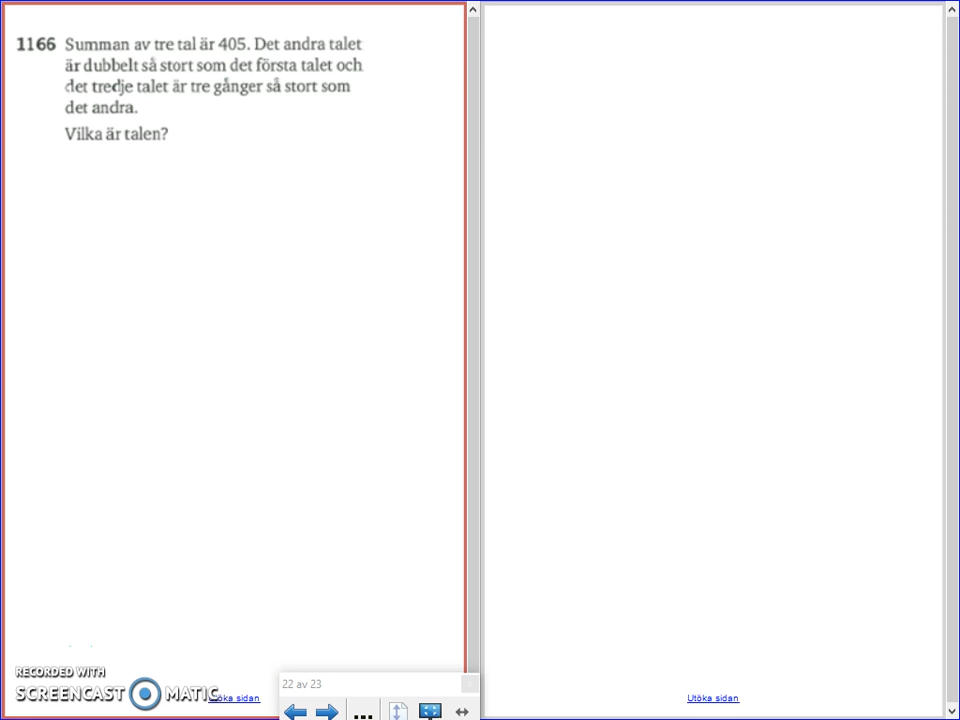 1166 Summan av tre tal är 405. Det andra talet
är dubbelt så stort som det första talet och
det tredje talet är tre gånger så stort som
det andra.
Vilka är talen?
RECORDED WITH
SCREENCAST MATIC
Utöka sidan
22 av 23
Utöka sidan